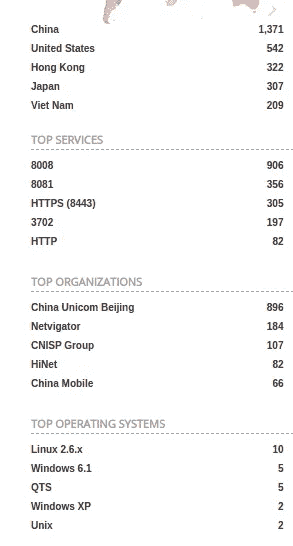 China 1,371
United States 542
Hong Kong 322
Japan 307
Viet Nam 209
TOP SERVICES
8008 906
8081 356
HTTPS (8443) 305
3702 197
HTTP 82
TOP ORGANIZATIONS
China Unicom Beijing 896
Netvigator 184
CNISP Group 107
HiNet 82
China Mobile 66
TOP OPERATING SYSTEMS
Linux 2.6.x 10
Windows 6.1 5
QTS 5
Windows XP 2
Unix 2